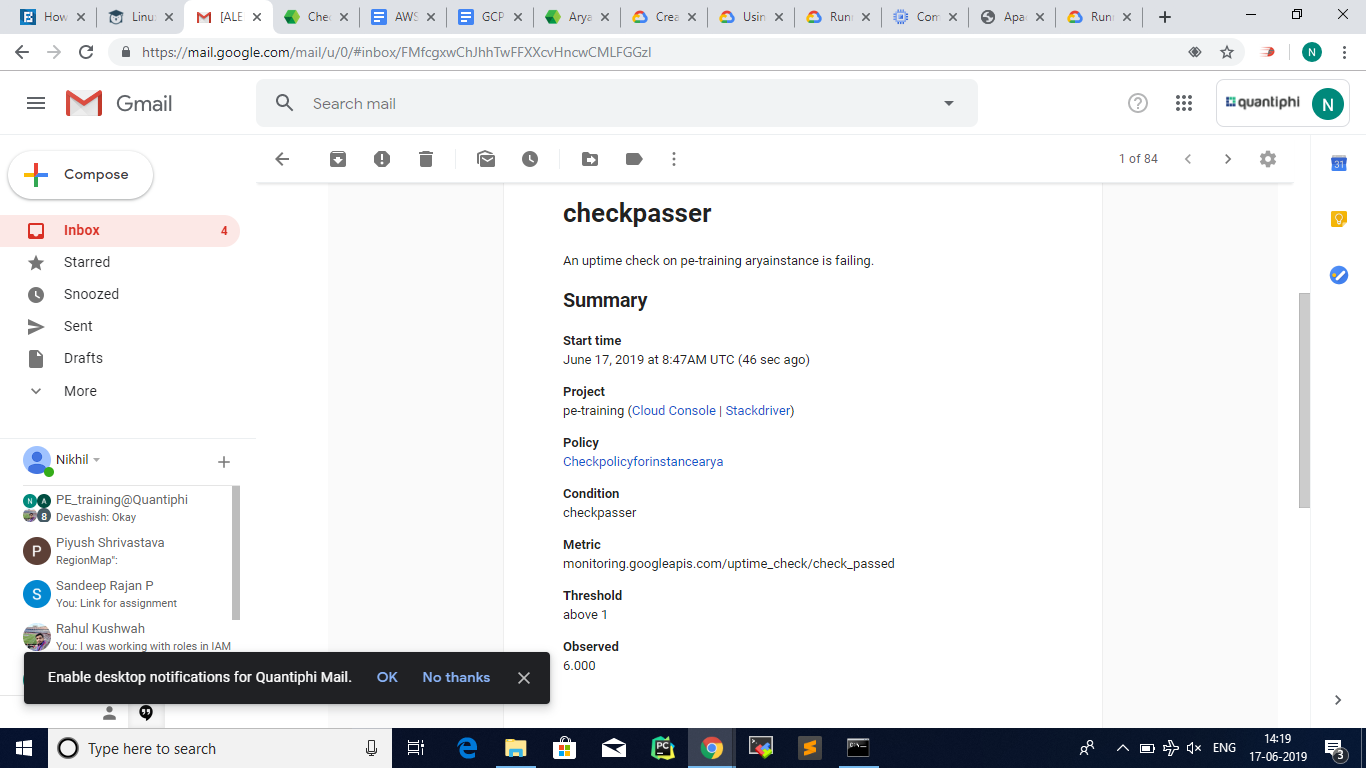 How
Linu
[ALE
Che
AWS
GCP
Arya
Crea
Usin
Runn
Com
Apac
Runn
https://mail.google.com/mail/u/0/#inbox/FMfcgxwChJhhTwFFXXcvHncwCMLFGGzl
N
Gmail
Search mail
quantiphi
N
Compose
1 of 84
31
Inbox 4
Starred
Snoozed
Sent
Drafts
More
checkpasser
An uptime check on pe-training aryainstance is failing.
Summary
Start time
June 17, 2019 at 8:47AM UTC (46 sec ago)
Project
pe-training (Cloud Console | Stackdriver)
Policy
Checkpolicyforinstancearya
Condition
checkpasser
Metric
monitoring.googleapis.com/uptime_check/check_passed
Threshold
above 1
Observed
6.000
Nikhil
N A
B
PE_training@Quantiphi
Devashish: Okay
P
Piyush Shrivastava
RegionMap":
S
Sandeep Rajan P
You: Link for assignment
Rahul Kushwah
You: I was working with roles in IAM
Enable desktop notifications for Quantiphi Mail. OK No thanks
Type here to search
PC
ENG
14:19
17-06-2019
3